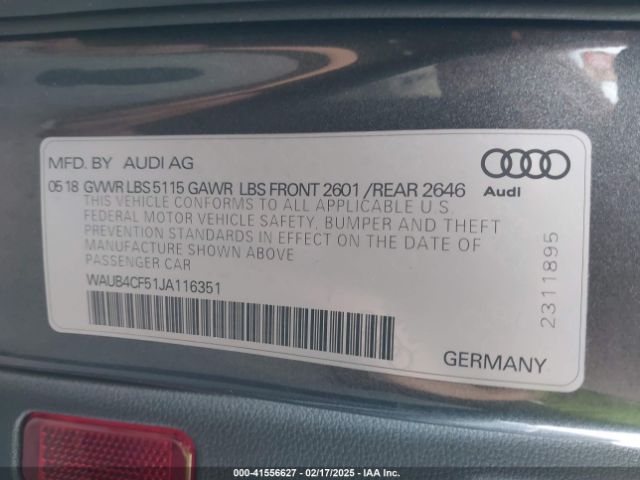 MFD. BY AUDI AG
Audi
05 18 GVWR LBS 5115 GAWR LBS FRONT 2601 /REAR 2646
THIS VEHICLE CONFORMS TO ALL APPLICABLE U.S.
FEDERAL MOTOR VEHICLE SAFETY, BUMPER AND THEFT
PREVENTION STANDARDS IN EFFECT ON THE DATE OF
MANUFACTURE SHOWN ABOVE
PASSENGER CAR
WAUB4CF51JA116351
2311895
GERMANY
000-41556627 - 02/17/2025 - IAA Inc.